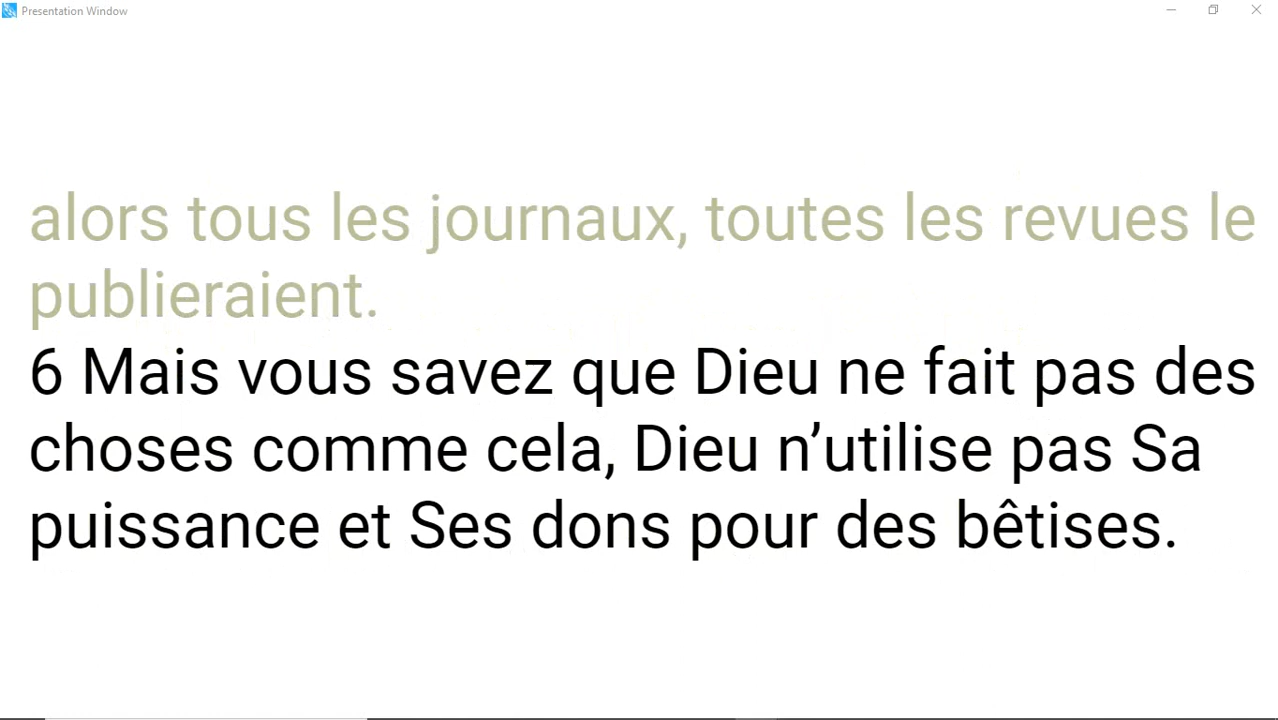 Presentation Window
alors tous les journaux, toutes les revues le
publieraient.
6 Mais vous savez que Dieu ne fait pas des
choses comme cela, Dieu n’utilise pas Sa
puissance et Ses dons pour des bêtises.